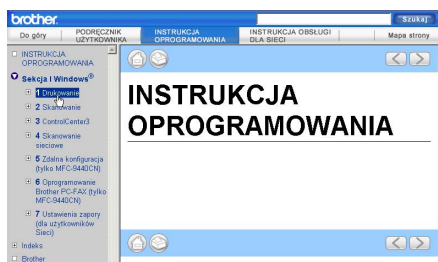 brother.
Szukaj
Do góry
PODRĘCZNIK
UŻYTKOWNIKA
INSTRUKCJA
OPROGRAMOWANIA
INSTRUKCJA OBSŁUGI
DLA SIECI
Mapa strony
INSTRUKCJA
OPROGRAMOWANIA
Sekcja I Windows®
1 Drukowanie
2 Skanowanie
3 ControlCenter3
4 Skanowanie
sieciowe
5 Zdalna konfiguracja
(tylko MFC-9440CN)
6 Oprogramowanie
Brother PC-FAX (tylko
MFC-9440CN)
7 Ustawienia zapory
(dla użytkowników
Sieci)
Indeks
Brother
INSTRUKCJA
OPROGRAMOWANIA